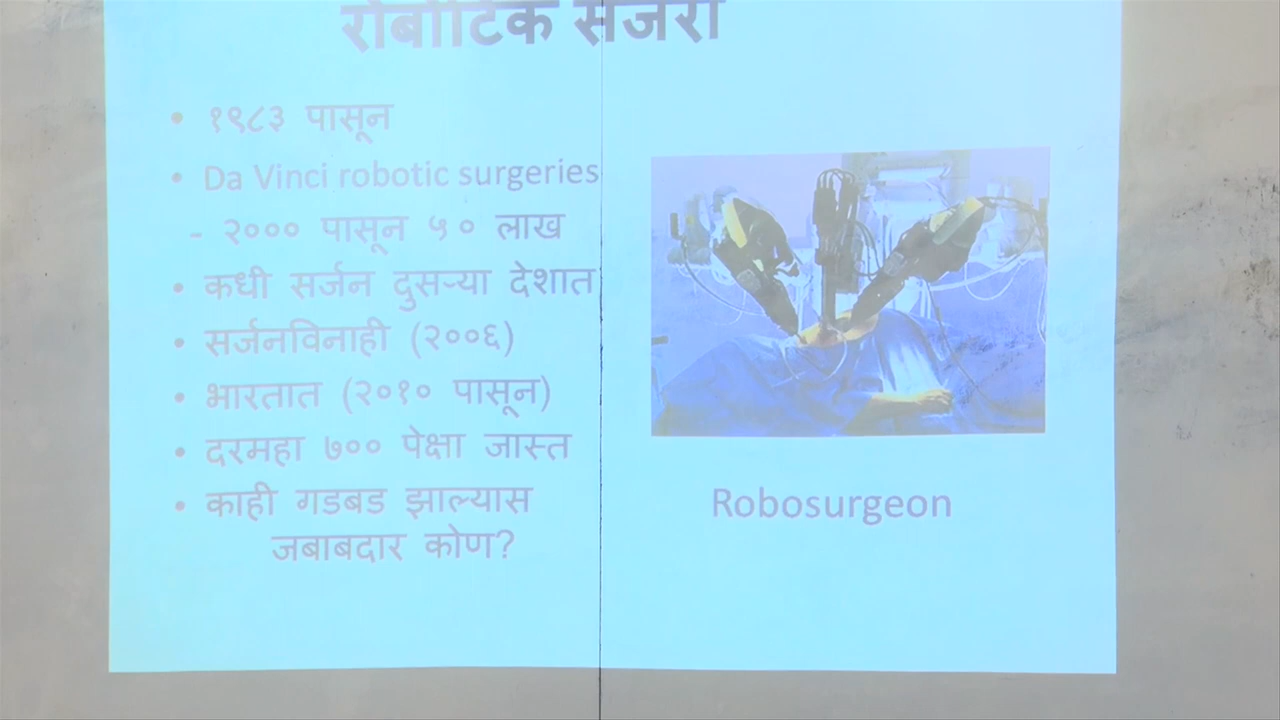 रोबोटिक सर्जरी
• १९८३ पासून
• Da Vinci robotic surgeries
- २००० पासून ५० लाख
• कधी सर्जन दुसऱ्या देशात
• सर्जनविनाही (२००६)
• भारतात (२०१० पासून)
• दरमहा ७०० पेक्षा जास्त
• काही गडबड झाल्यास
जबाबदार कोण?
Robosurgeon